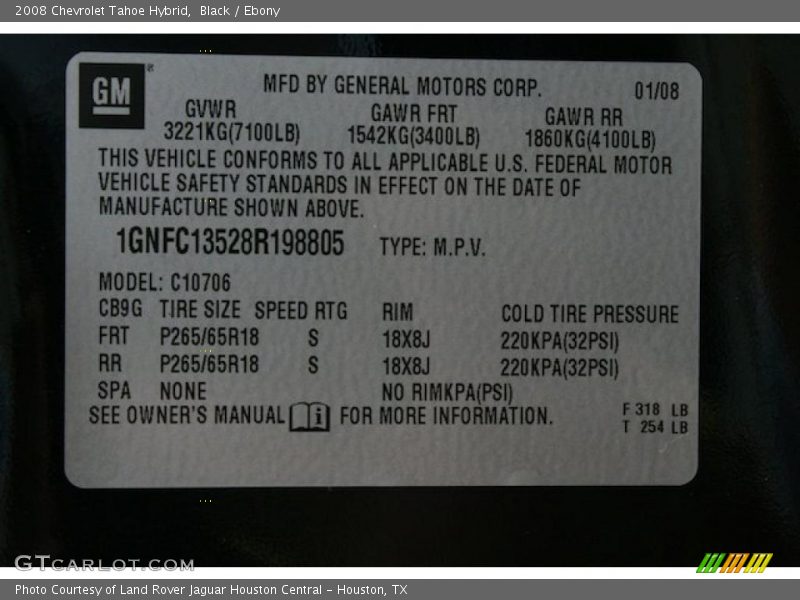 2008 Chevrolet Tahoe Hybrid, Black / Ebony
GM
MFD BY GENERAL MOTORS CORP. 01/08
GVWR GAWR FRT GAWR RR
3221KG(7100LB) 1542KG(3400LB) 1860KG(4100LB)
THIS VEHICLE CONFORMS TO ALL APPLICABLE U.S. FEDERAL MOTOR
VEHICLE SAFETY STANDARDS IN EFFECT ON THE DATE OF
MANUFACTURE SHOWN ABOVE.
1GNFC13528R198805 TYPE: M.P.V.
MODEL: C10706
CB9G TIRE SIZE SPEED RTG RIM COLD TIRE PRESSURE
FRT P265/65R18 S 18X8J 220KPA(32PSI)
RR P265/65R18 S 18X8J 220KPA(32PSI)
SPA NONE NO RIMKPA(PSI)
SEE OWNER'S MANUAL i FOR MORE INFORMATION. F 318 LB
T 254 LB
GTCARLOT.COM
Photo Courtesy of Land Rover Jaguar Houston Central – Houston, TX